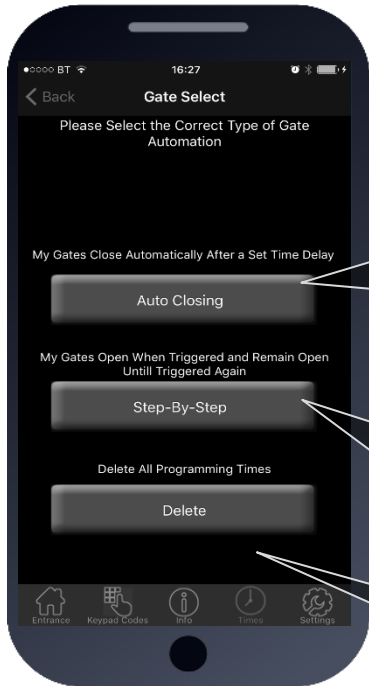 BT 16:27
Back Gate Select
Please Select the Correct Type of Gate
Automation
My Gates Close Automatically After a Set Time Delay
Auto Closing
My Gates Open When Triggered and Remain Open
Untill Triggered Again
Step-By-Step
Delete All Programming Times
Delete
Entrance Keypad Codes Info Times Settings